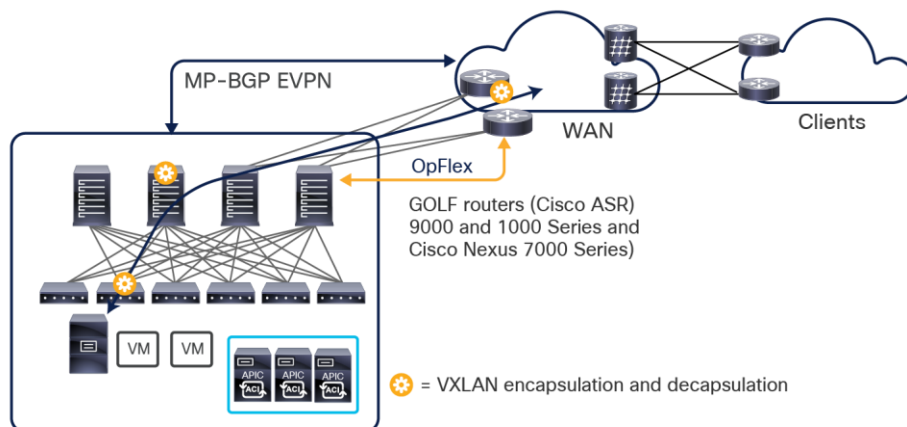 MP-BGP EVPN
WAN
Clients
OpFlex
GOLF routers (Cisco ASR)
9000 and 1000 Series and
Cisco Nexus 7000 Series)
VM
VM
APIC
APIC
APIC
ACI
ACI
ACI
= VXLAN encapsulation and decapsulation